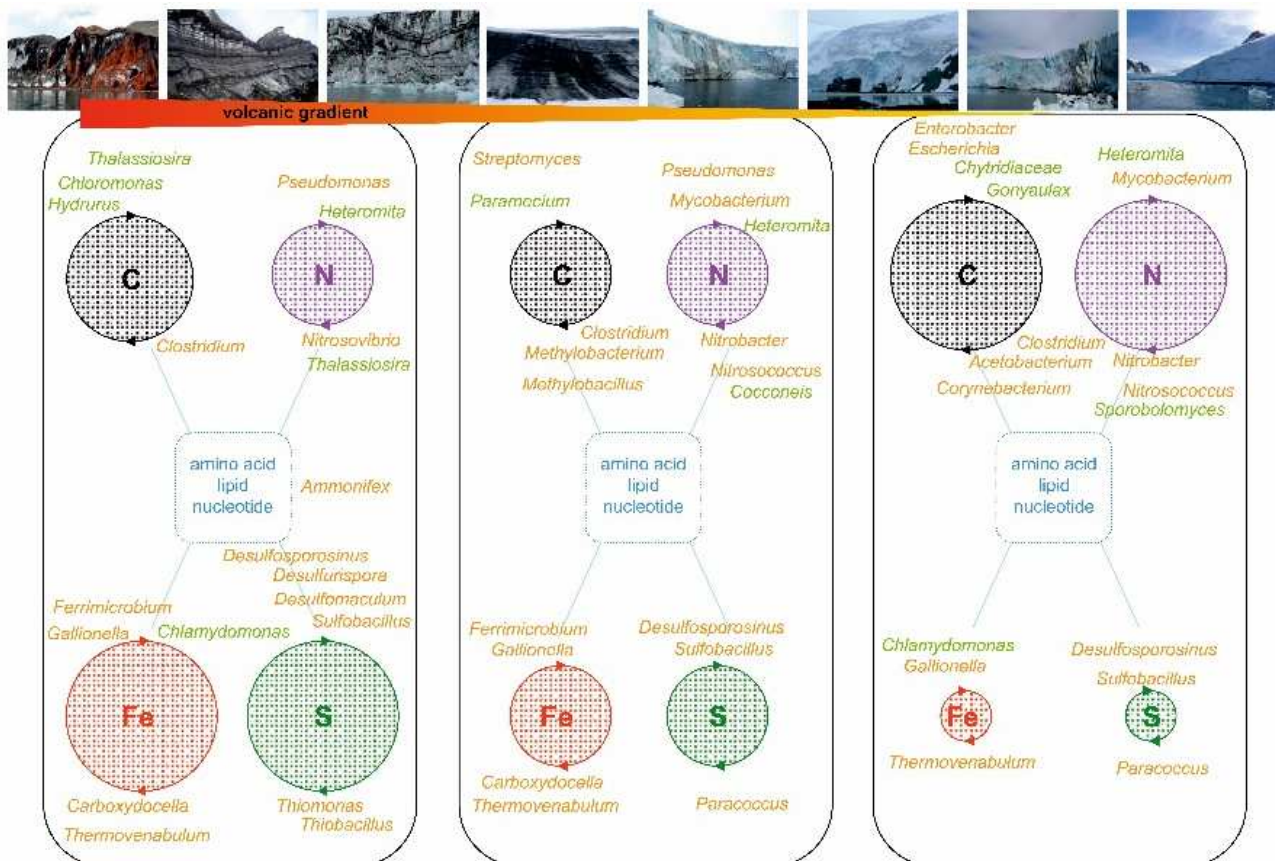 volcanic gradient
Thalassiosira
Chloromonas
Hydrurus
Pseudomonas
Heteromita
C
N
Clostridium
Nitrosovibrio
Thalassiosira
amino acid
lipid
nucleotide
Ammonifex
Desulfosporosinus
Desulfurispora
Desulfomaculum
Sulfobacillus
Ferrimicrobium
Gallionella
Chlamydomonas
Fe
S
Carboxydocella
Thermovenabulum
Thiomonas
Thiobacillus
Streptomyces
Paramecium
Pseudomonas
Mycobacterium
Heteromita
C
N
Clostridium
Methylobacterium
Methylobacillus
Nitrobacter
Nitrosococcus
Cocconeis
amino acid
lipid
nucleotide
Ferrimicrobium
Gallionella
Desulfosporosinus
Sulfobacillus
Fe
S
Carboxydocella
Thermovenabulum
Paracoccus
Enterobacter
Escherichia
Chytridiaceae
Gonyaulax
Heteromita
Mycobacterium
C
N
Clostridium
Acetobacterium
Corynebacterium
Nitrobacter
Nitrosococcus
Sporobolomyces
amino acid
lipid
nucleotide
Chlamydomonas
Gallionella
Desulfosporosinus
Sulfobacillus
Fe
S
Thermovenabulum
Paracoccus